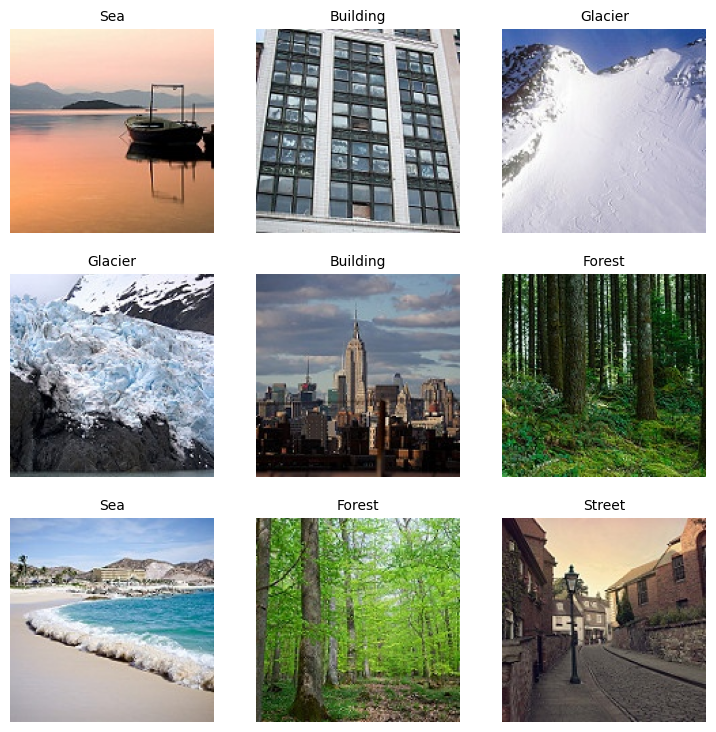 Sea
Building
Glacier
Glacier
Building
Forest
Sea
Forest
Street